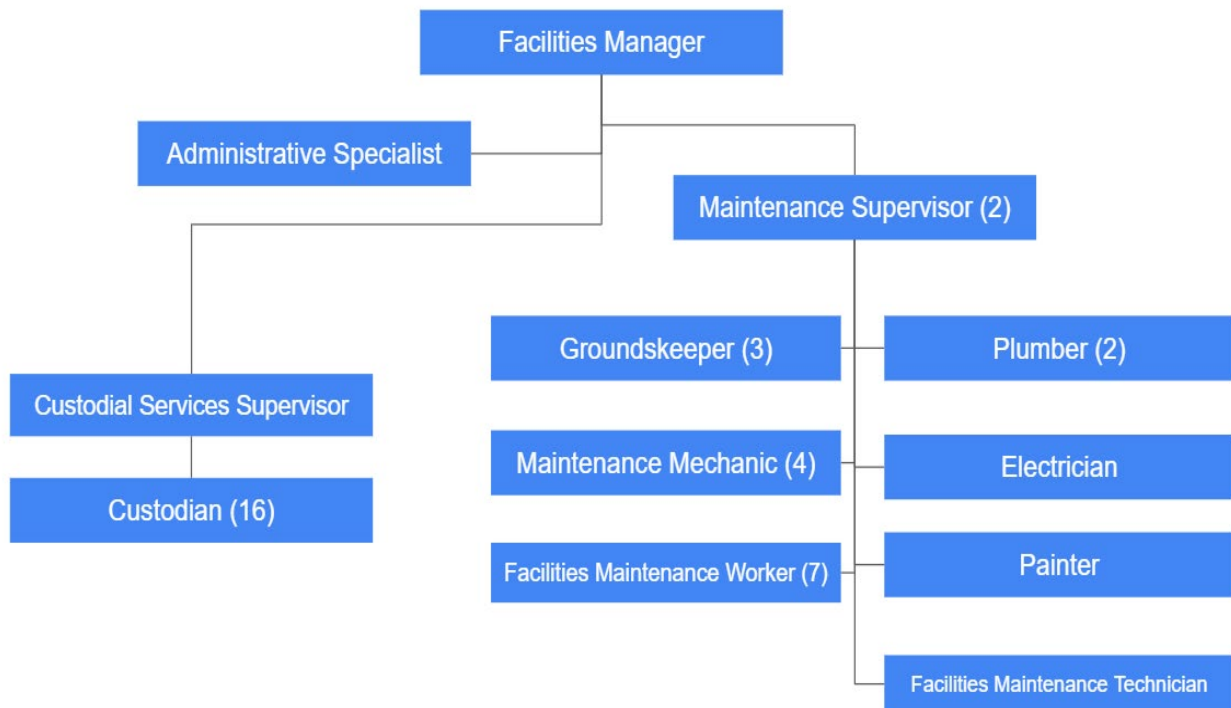 Facilities Manager
Administrative Specialist
Maintenance Supervisor (2)
Groundskeeper (3)
Plumber (2)
Custodial Services Supervisor
Maintenance Mechanic (4)
Electrician
Custodian (16)
Facilities Maintenance Worker (7)
Painter
Facilities Maintenance Technician